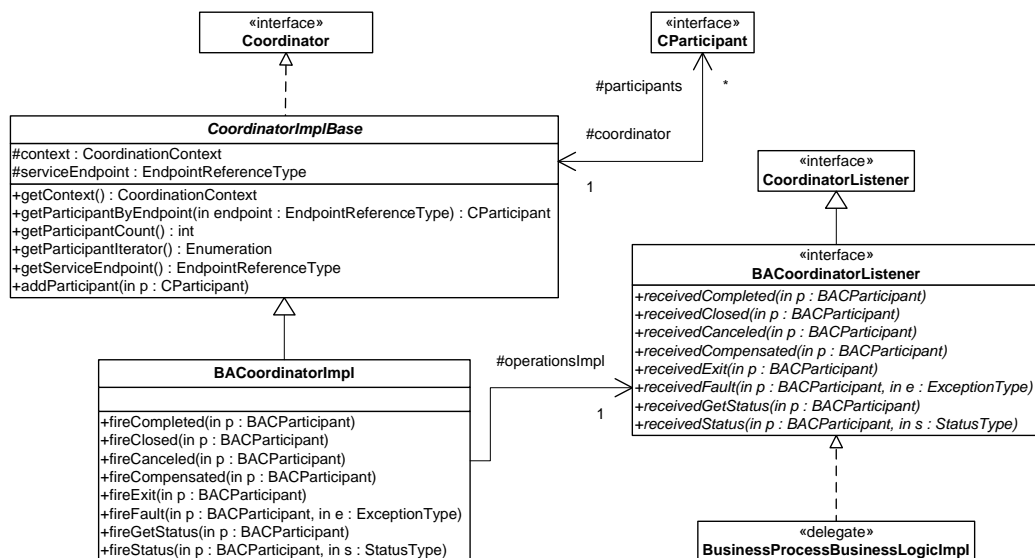 «interface»
Coordinator
«interface»
CParticipant
#participants
*
#coordinator
1
CoordinatorImplBase
#context : CoordinationContext
#serviceEndpoint : EndpointReferenceType
+getContext() : CoordinationContext
+getParticipantByEndpoint(in endpoint : EndpointReferenceType) : CParticipant
+getParticipantCount() : int
+getParticipantIterator() : Enumeration
+getServiceEndpoint() : EndpointReferenceType
+addParticipant(in p : CParticipant)
«interface»
CoordinatorListener
«interface»
BACoordinatorListener
+receivedCompleted(in p : BACParticipant)
+receivedClosed(in p : BACParticipant)
+receivedCanceled(in p : BACParticipant)
+receivedCompensated(in p : BACParticipant)
+receivedExit(in p : BACParticipant)
+receivedFault(in p : BACParticipant, in e : ExceptionType)
+receivedGetStatus(in p : BACParticipant)
+receivedStatus(in p : BACParticipant, in s : StatusType)
BACoordinatorImpl
+fireCompleted(in p : BACParticipant)
+fireClosed(in p : BACParticipant)
+fireCanceled(in p : BACParticipant)
+fireCompensated(in p : BACParticipant)
+fireExit(in p : BACParticipant)
+fireFault(in p : BACParticipant, in e : ExceptionType)
+fireGetStatus(in p : BACParticipant)
+fireStatus(in p : BACParticipant, in s : StatusType)
#operationsImpl
1
«delegate»
BusinessProcessBusinessLogicImpl